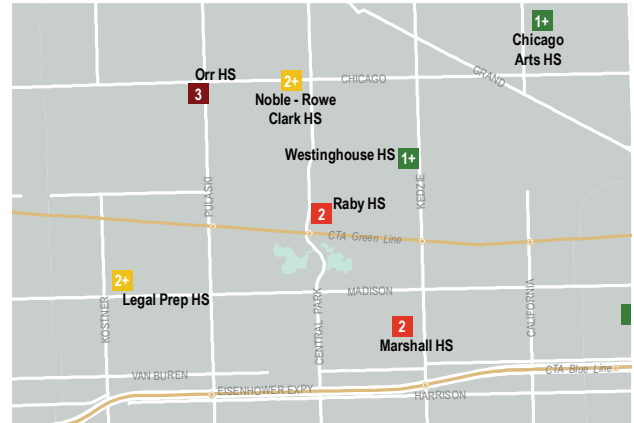 1+
Chicago
Arts HS
Orr HS
3
2+
Noble - Rowe
Clark HS
CHICAGO
GRAND
Westinghouse HS
1+
PULASKI
KEDZIE
2
Raby HS
CTA Green Line
2+
Legal Prep HS
MADISON
KOSTNER
CENTRAL PARK
CALIFORNIA
2
Marshall HS
VAN BUREN
EISENHOWER EXPY
HARRISON
CTA Blue Line